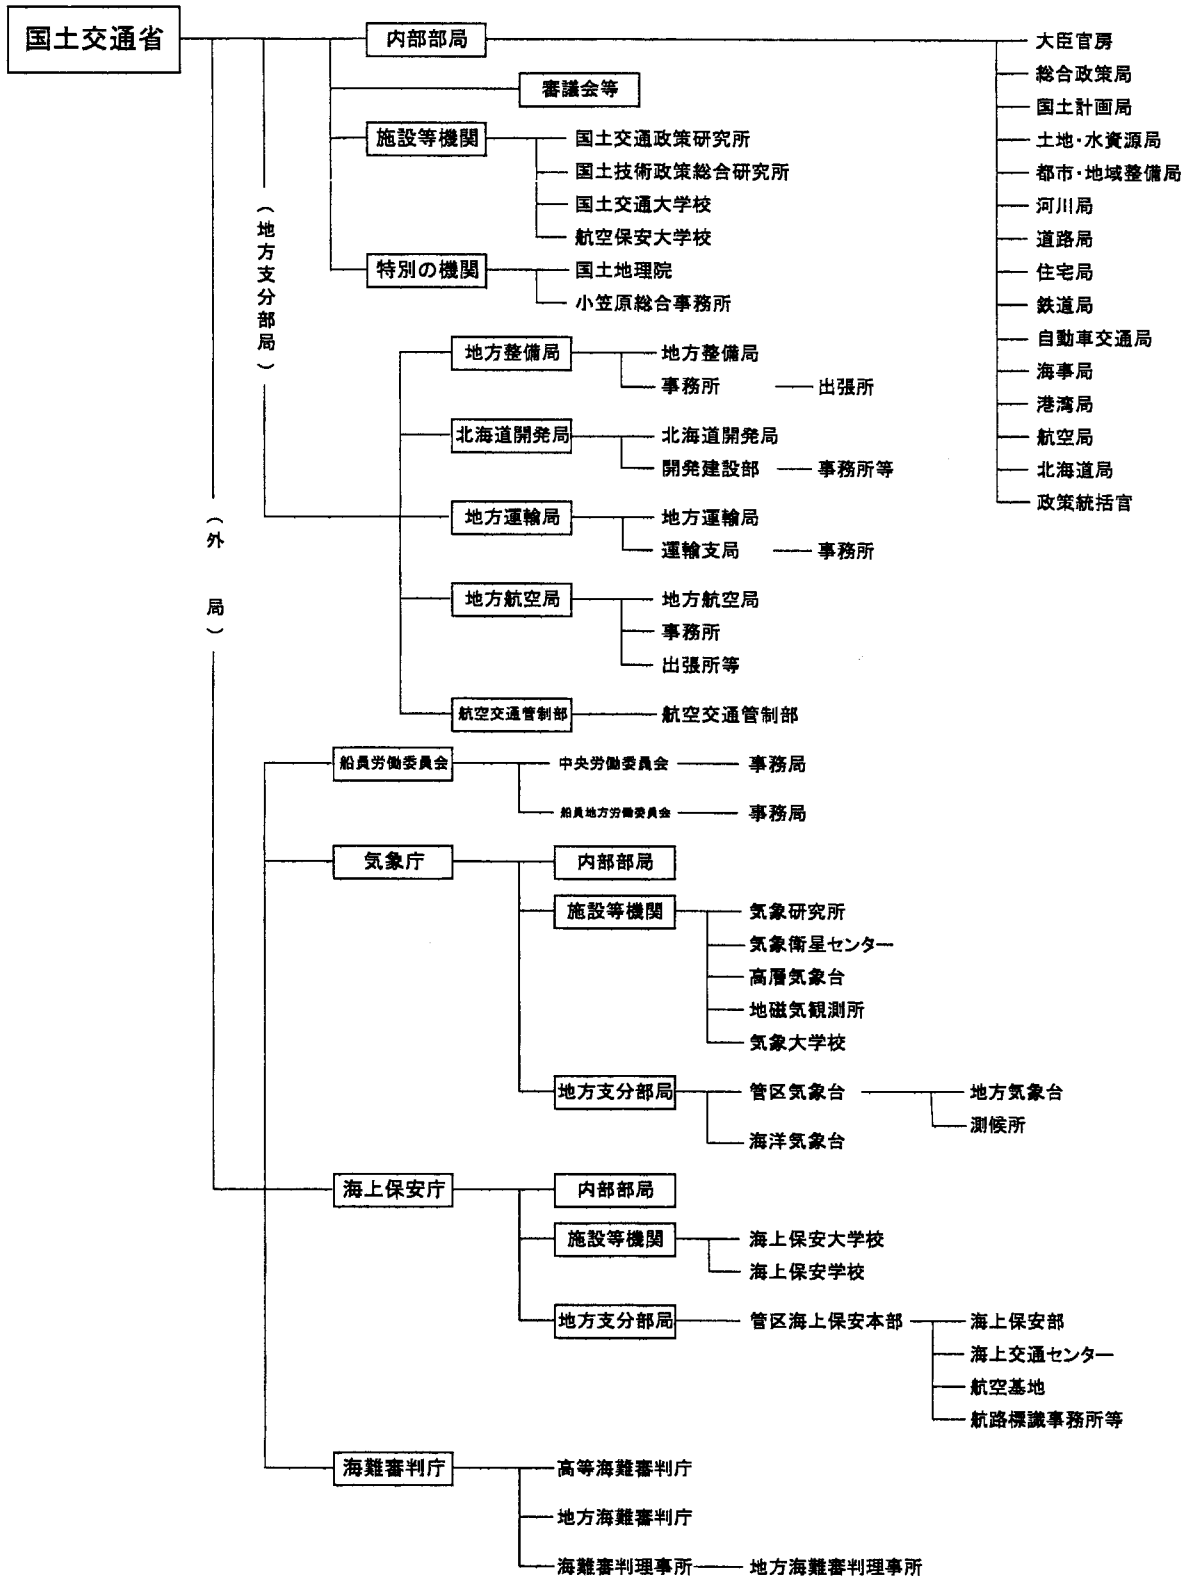 国土交通省
内部部局
大臣官房
総合政策局
国土計画局
土地・水資源局
都市・地域整備局
河川局
道路局
住宅局
鉄道局
自動車交通局
海事局
港湾局
航空局
北海道局
政策統括官
審議会等
施設等機関
国土交通政策研究所
国土技術政策総合研究所
国土交通大学校
航空保安大学校
特別の機関
国土地理院
小笠原総合事務所
(地方支分部局)
地方整備局
地方整備局
事務所
出張所
北海道開発局
北海道開発局
開発建設部
事務所等
地方運輸局
地方運輸局
運輸支局
事務所
地方航空局
地方航空局
事務所
出張所等
航空交通管制部
航空交通管制部
(外局)
船員労働委員会
中央労働委員会
事務局
船員地方労働委員会
事務局
気象庁
内部部局
施設等機関
気象研究所
気象衛星センター
高層気象台
地磁気観測所
気象大学校
地方支分部局
管区気象台
地方気象台
測候所
海洋気象台
海上保安庁
内部部局
施設等機関
海上保安大学校
海上保安学校
地方支分部局
管区海上保安本部
海上保安部
海上交通センター
航空基地
航路標識事務所等
海難審判庁
高等海難審判庁
地方海難審判庁
海難審判理事所
地方海難審判理事所